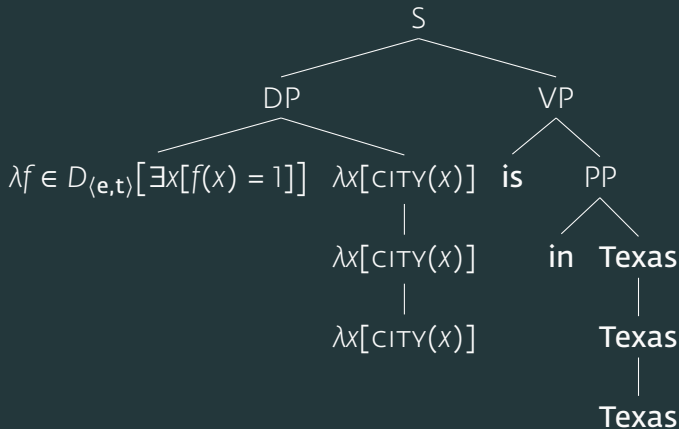 S
DP VP
λf ∈ D⟨e,t⟩[∃x[f(x) = 1]] λx[CITY(x)] is PP
λx[CITY(x)] in Texas
λx[CITY(x)] Texas
Texas